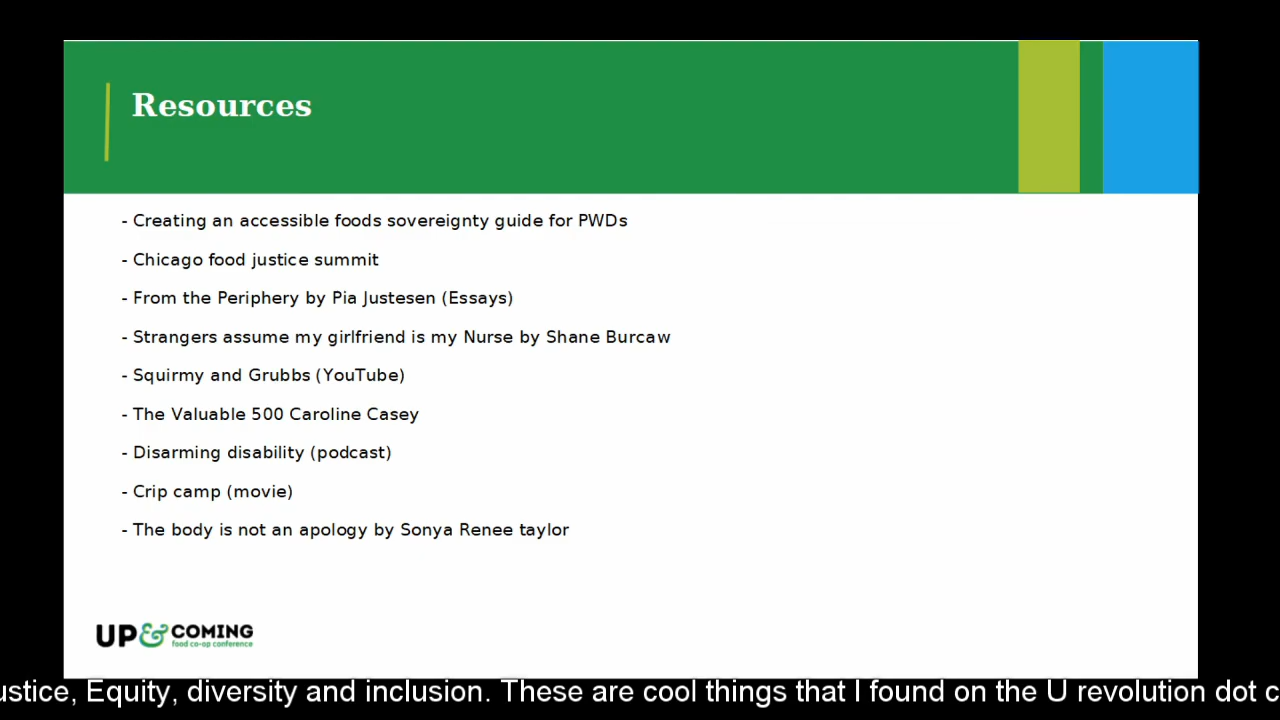 Resources
- Creating an accessible foods sovereignty guide for PWDs
- Chicago food justice summit
- From the Periphery by Pia Justesen (Essays)
- Strangers assume my girlfriend is my Nurse by Shane Burcaw
- Squirmy and Grubbs (YouTube)
- The Valuable 500 Caroline Casey
- Disarming disability (podcast)
- Crip camp (movie)
- The body is not an apology by Sonya Renee taylor
UP & COMING
food co-op conference
ustice, Equity, diversity and inclusion. These are cool things that I found on the U revolution dot c